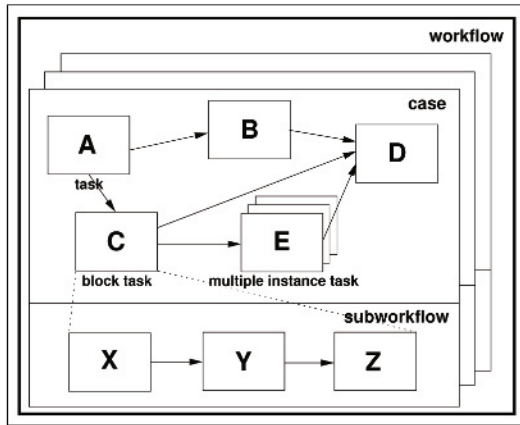 workflow
case
A
B
D
task
C
E
block task
multiple instance task
subworkflow
X
Y
Z